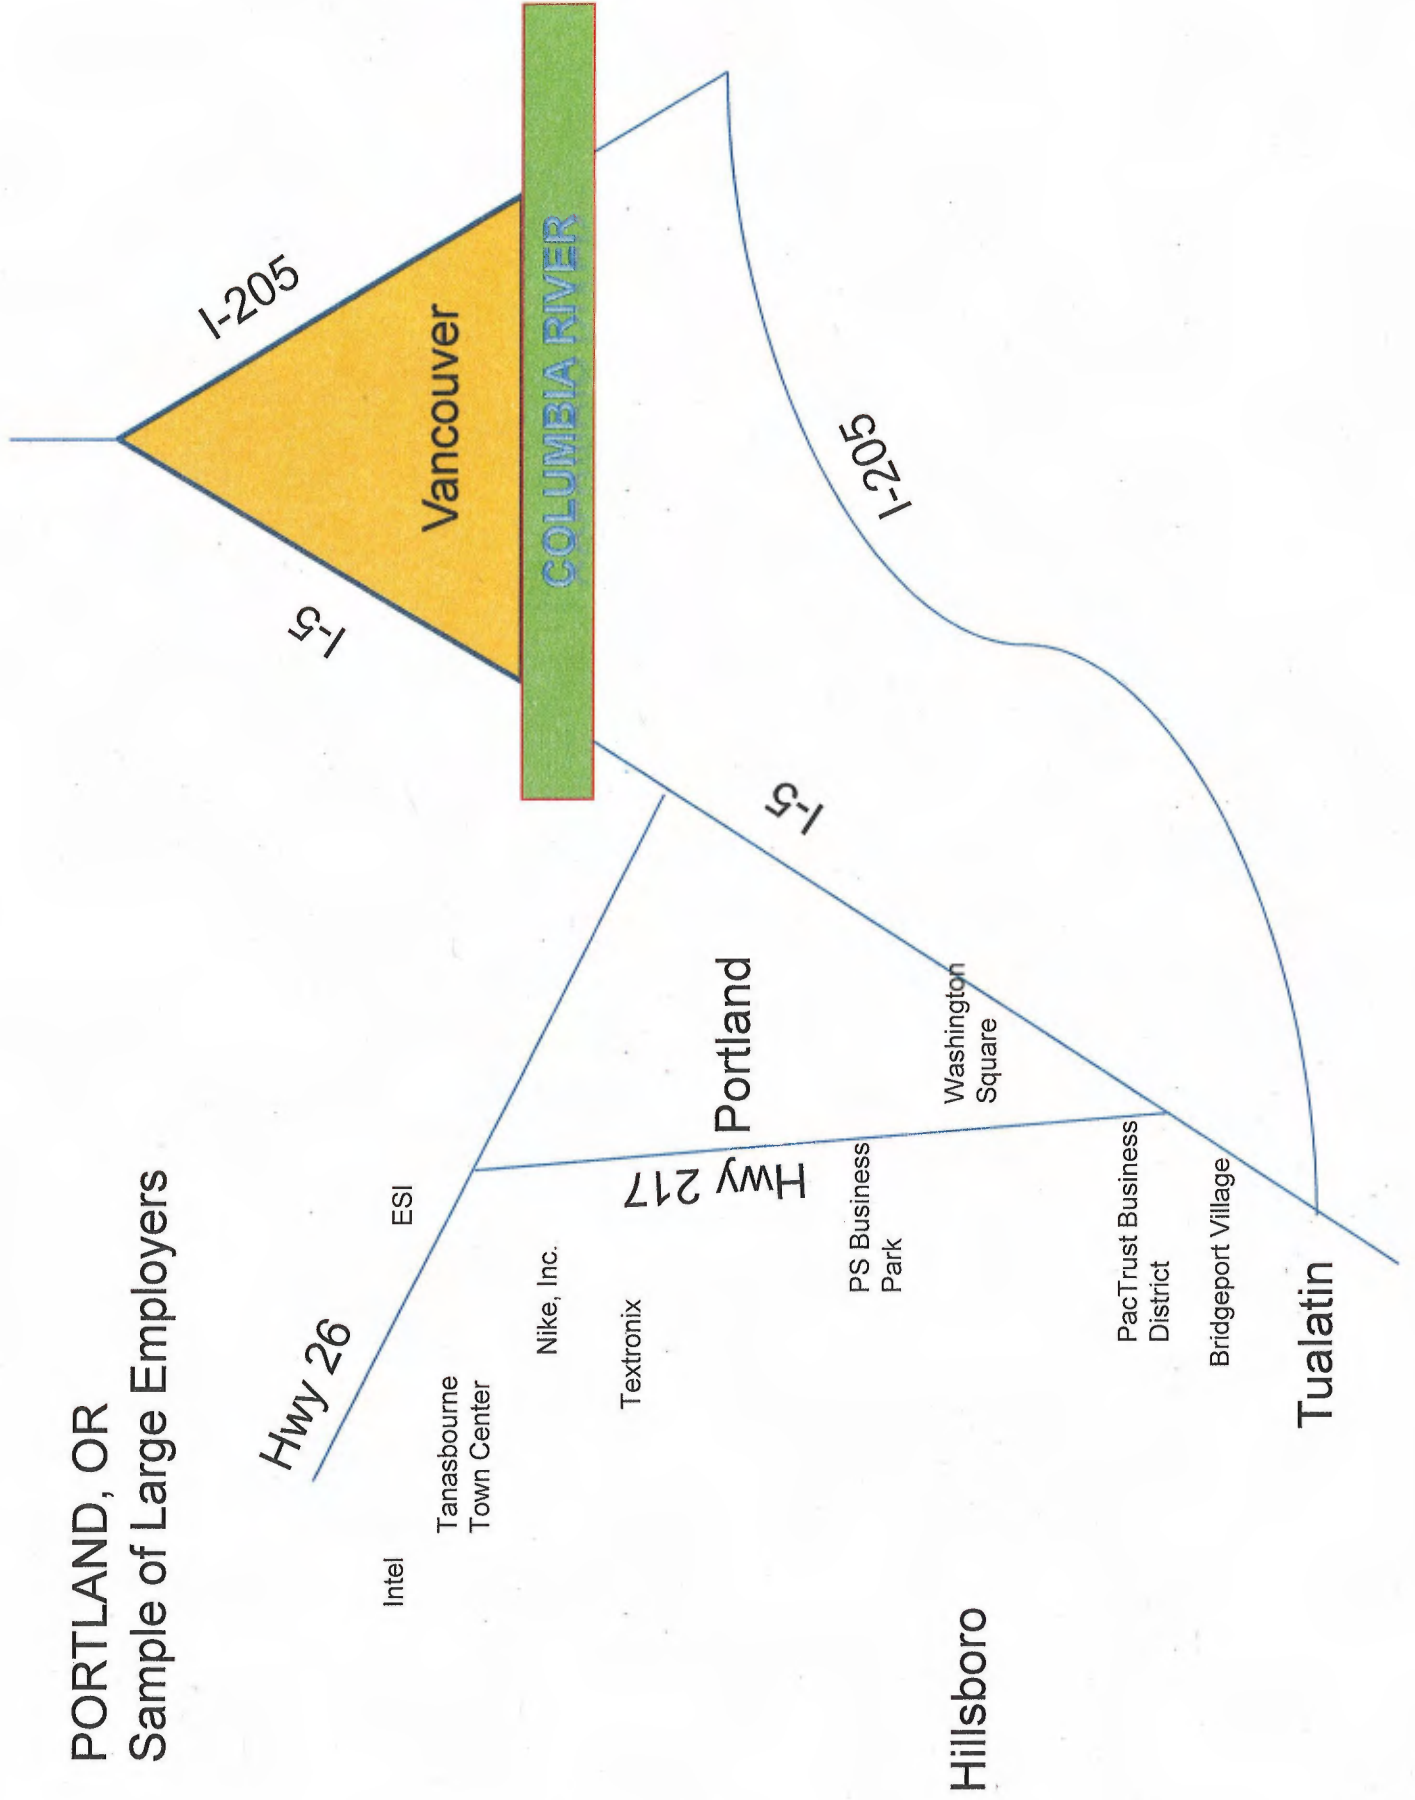 PORTLAND, OR
Sample of Large Employers
Hwy 26
ESI
Intel
Tanasbourne
Town Center
Nike, Inc.
Textronix
Hwy 217
Portland
PS Business
Park
Washington
Square
PacTrust Business
District
Bridgeport Village
Tualatin
Hillsboro
I-5
I-205
Vancouver
COLUMBIA RIVER
I-5
I-205